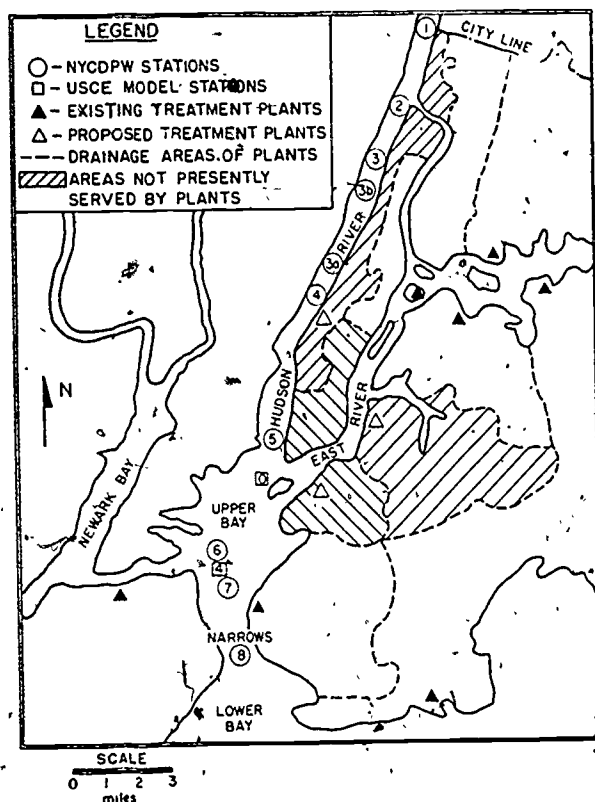 LEGEND
○ - NYCDPW STATIONS
□ - USCE MODEL STATIONS
▲ - EXISTING TREATMENT PLANTS
△ - PROPOSED TREATMENT PLANTS
--- - DRAINAGE AREAS OF PLANTS
AREAS NOT PRESENTLY
SERVED BY PLANTS
1
CITY LINE
2
3
3a
3b
4
RIVER
HUDSON
N
5
EAST
RIVER
NEWARK BAY
0
UPPER
BAY
6
4
7
NARROWS
8
LOWER
BAY
SCALE
0 1 2 3
miles